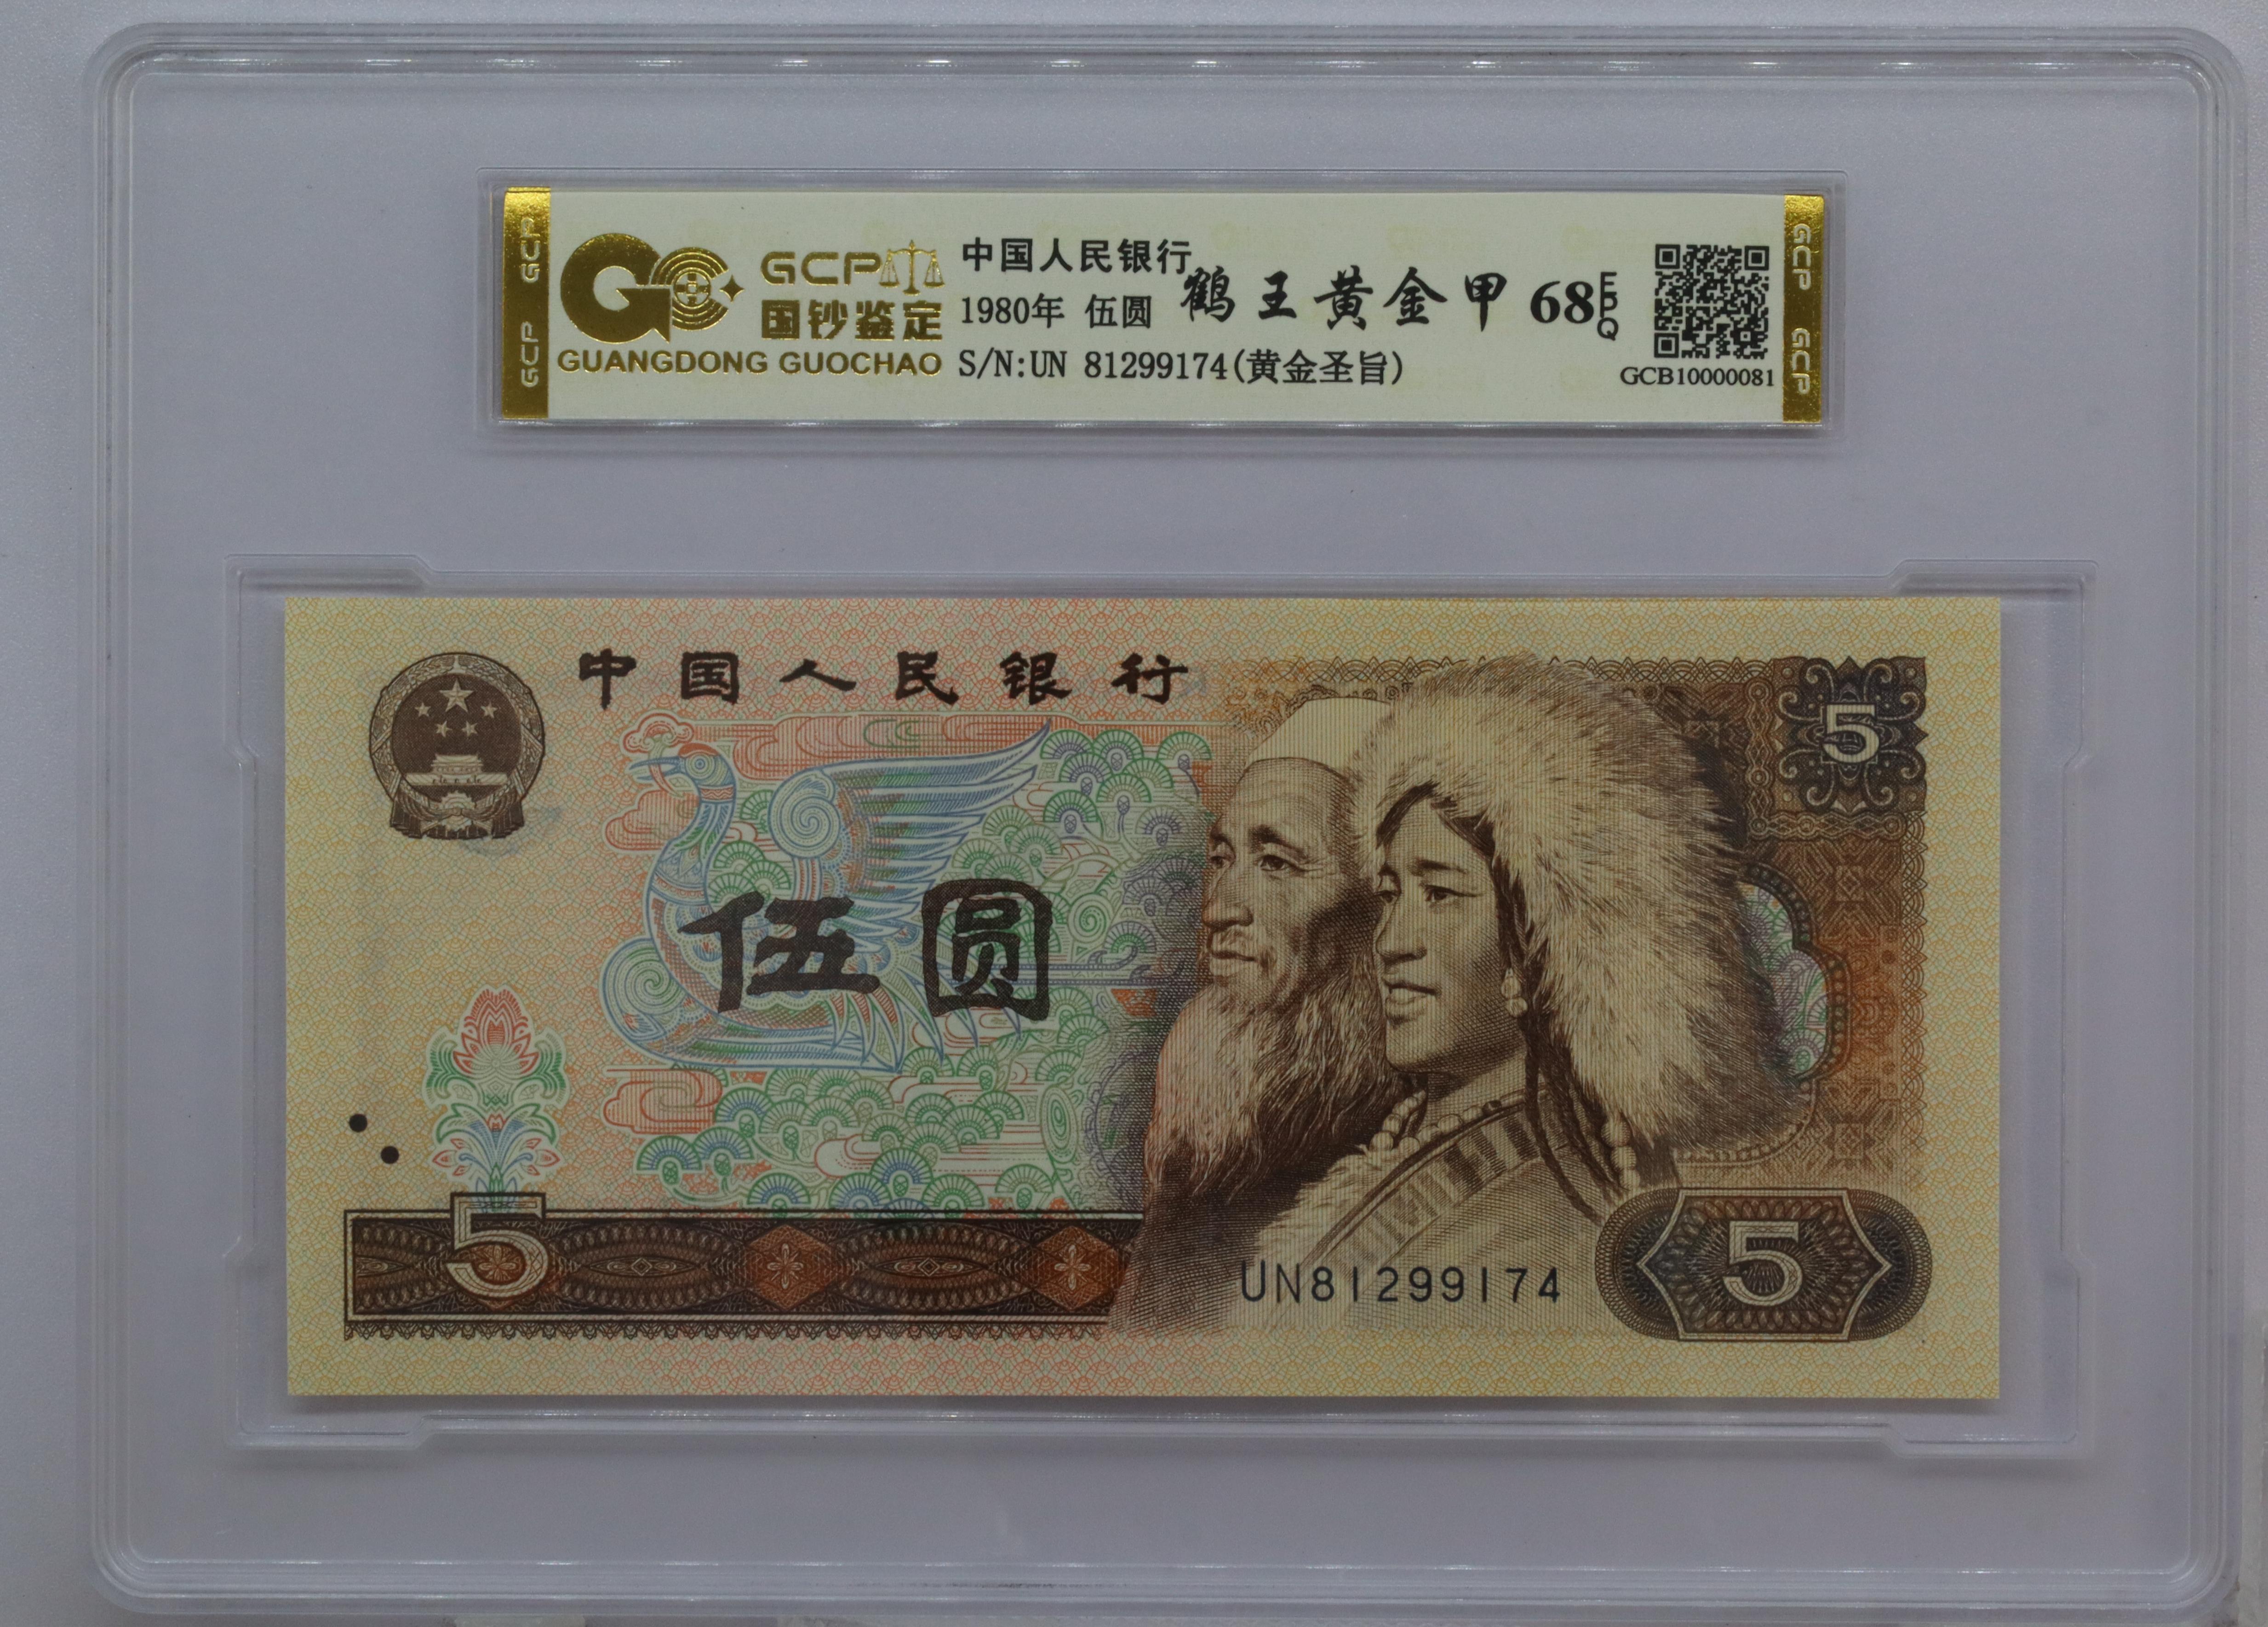 GCP GCP
GCP
国钞鉴定
GUANGDONG GUOCHAO
中国人民银行
1980年 伍圆
鹤王黄金甲 68 EPQ
S/N:UN 81299174(黄金圣旨)
GCB10000081
GCP GCP
中国人民银行
5
伍圆
5
UN81299174
5